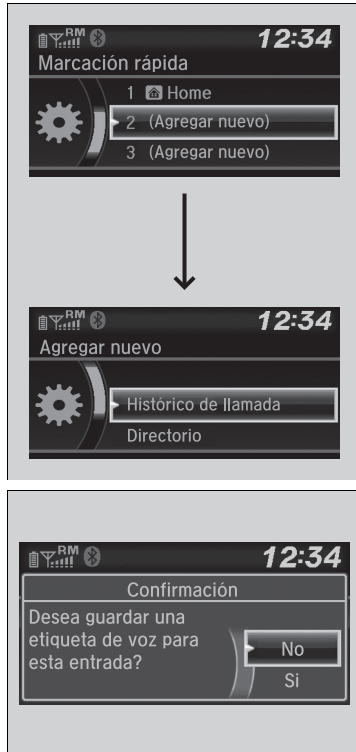 RM 12:34
Marcación rápida
1 Home
2 (Agregar nuevo)
3 (Agregar nuevo)
RM 12:34
Agregar nuevo
Histórico de llamada
Directorio
RM 12:34
Confirmación
Desea guardar una
etiqueta de voz para
esta entrada?
No
Si